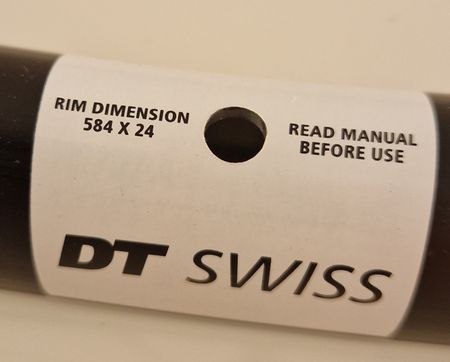 RIM DIMENSION
584 X 24
READ MANUAL
BEFORE USE
DT SWISS